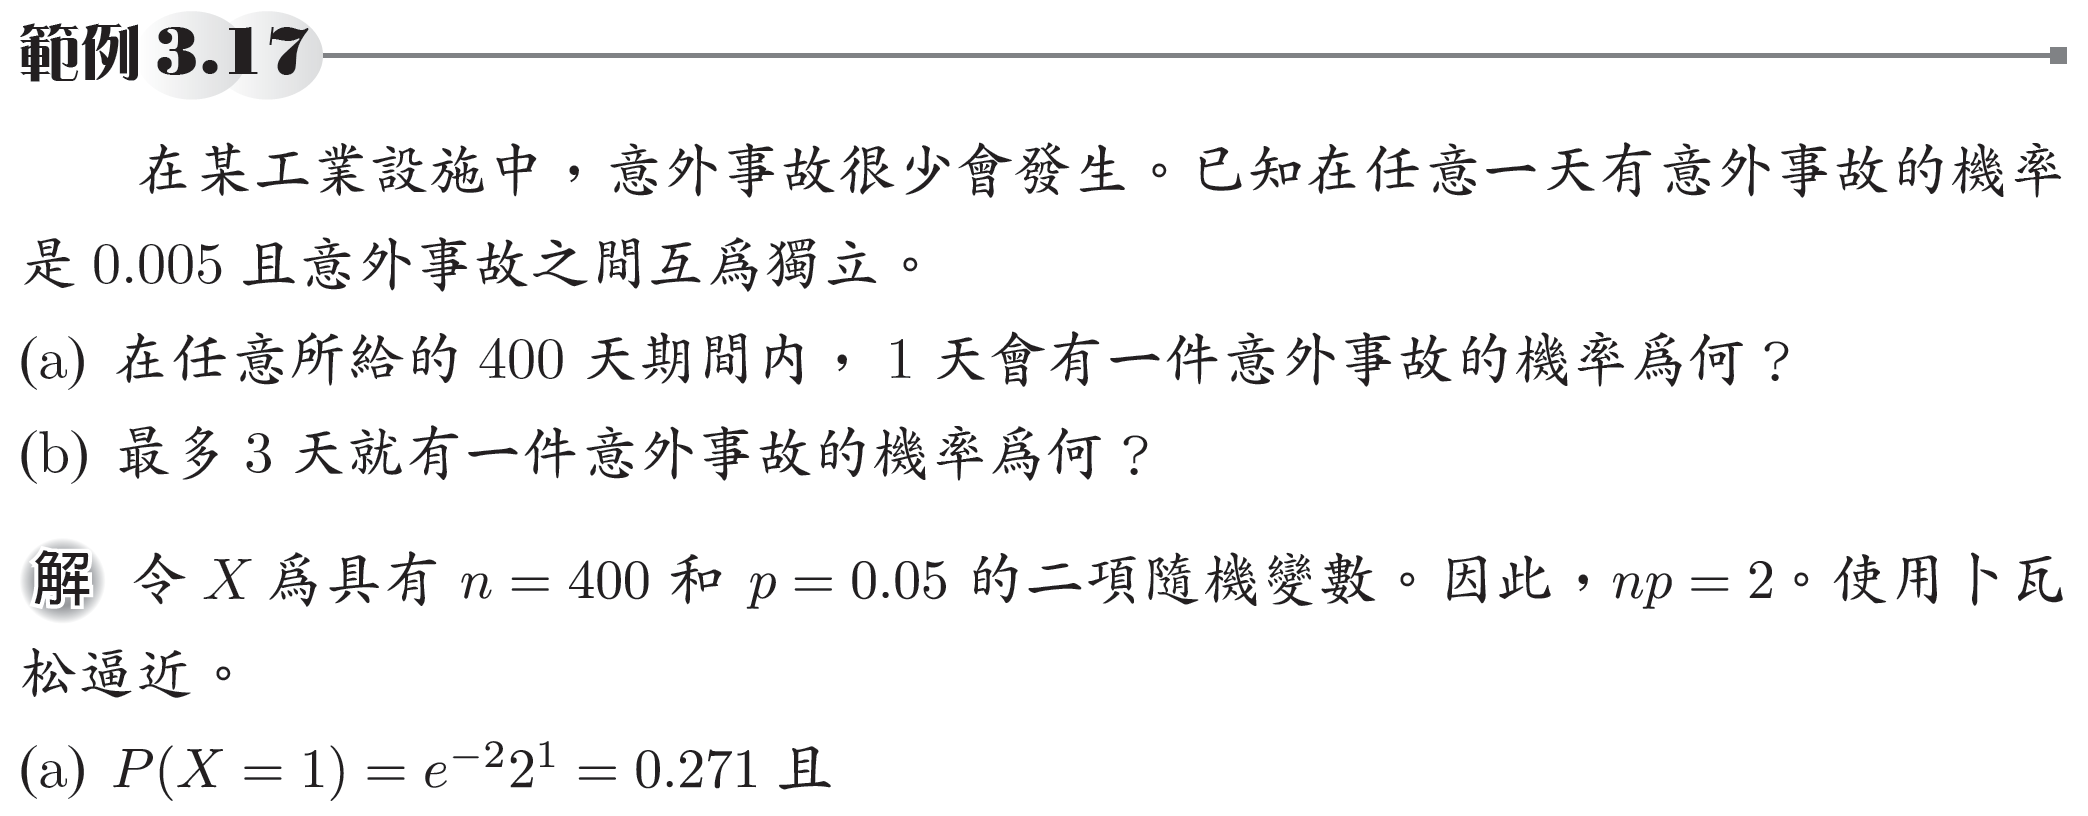 範例 3.17
在某工業設施中，意外事故很少會發生。已知在任意一天有意外事故的機率
是 0.005 且意外事故之間互爲獨立。
(a) 在任意所給的 400 天期間內，1 天會有一件意外事故的機率爲何？
(b) 最多 3 天就有一件意外事故的機率爲何？
解 令 X 爲具有 n = 400 和 p = 0.05 的二項隨機變數。因此，np = 2。使用卜瓦
松逼近。
(a) P(X = 1) = e⁻²2¹ = 0.271 且